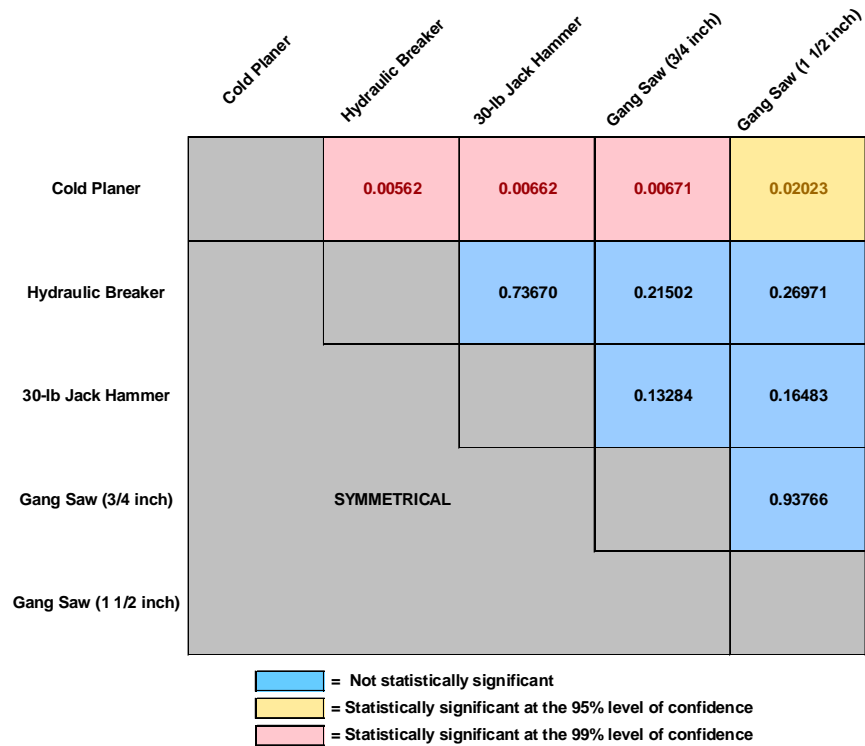 Cold Planer
Hydraulic Breaker
30-lb Jack Hammer
Gang Saw (3/4 inch)
Gang Saw (1 1/2 inch)
Cold Planer 0.00562 0.00662 0.00671 0.02023
Hydraulic Breaker 0.73670 0.21502 0.26971
30-lb Jack Hammer 0.13284 0.16483
Gang Saw (3/4 inch) SYMMETRICAL 0.93766
Gang Saw (1 1/2 inch)
= Not statistically significant
= Statistically significant at the 95% level of confidence
= Statistically significant at the 99% level of confidence